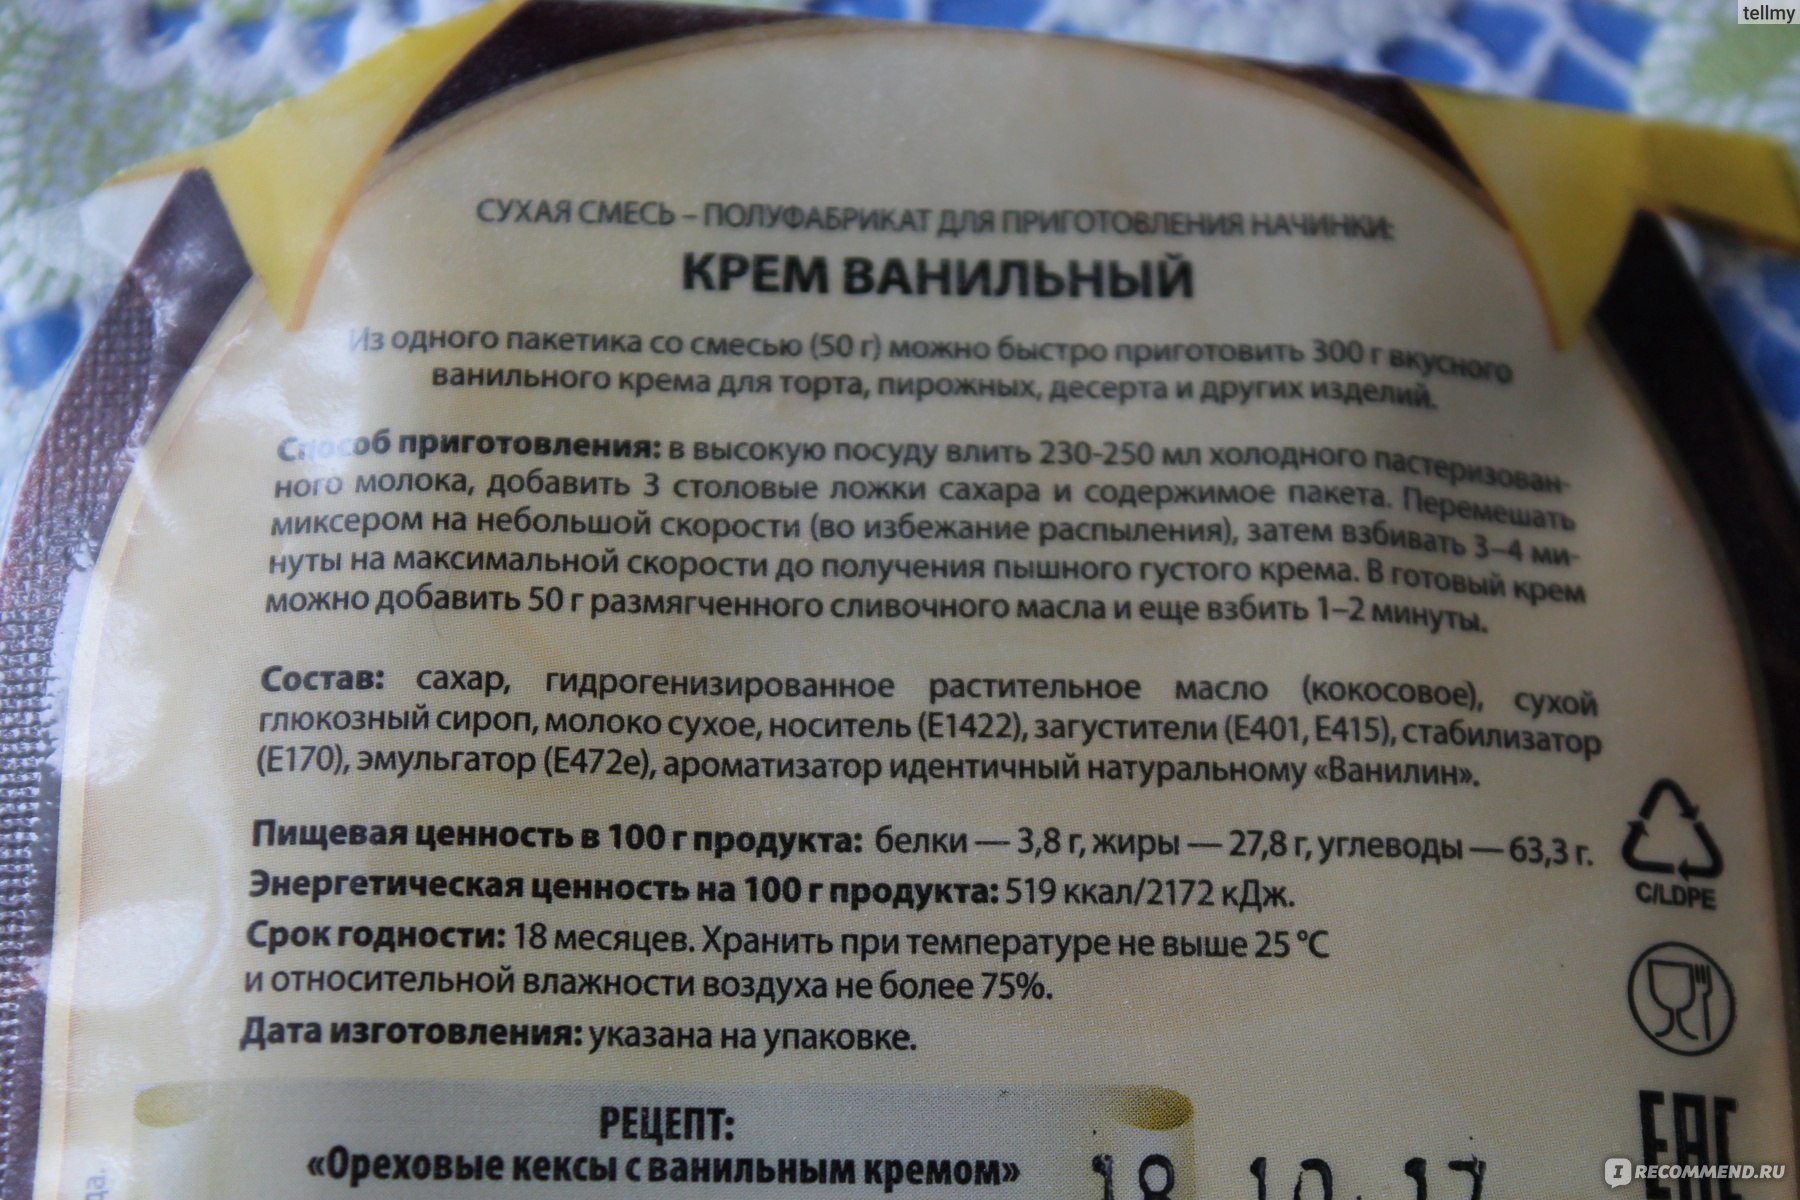 tellmy
СУХАЯ СМЕСЬ – ПОЛУФАБРИКАТ ДЛЯ ПРИГОТОВЛЕНИЯ НАЧИНКИ:
КРЕМ ВАНИЛЬНЫЙ
Из одного пакетика со смесью (50 г) можно быстро приготовить 300 г вкусного
ванильного крема для торта, пирожных, десерта и других изделий.
Способ приготовления: в высокую посуду влить 230-250 мл холодного пастеризован-
ного молока, добавить 3 столовые ложки сахара и содержимое пакета. Перемешать
миксером на небольшой скорости (во избежание распыления), затем взбивать 3–4 ми-
нуты на максимальной скорости до получения пышного густого крема. В готовый крем
можно добавить 50 г размягченного сливочного масла и еще взбить 1–2 минуты.
Состав: сахар, гидрогенизированное растительное масло (кокосовое), сухой
глюкозный сироп, молоко сухое, носитель (Е1422), загустители (Е401, Е415), стабилизатор
(Е170), эмульгатор (Е472е), ароматизатор идентичный натуральному «Ванилин».
Пищевая ценность в 100 г продукта: белки — 3,8 г, жиры — 27,8 г, углеводы — 63,3 г.
Энергетическая ценность на 100 г продукта: 519 ккал/2172 кДж.
Срок годности: 18 месяцев. Хранить при температуре не выше 25 °С
и относительной влажности воздуха не более 75%.
Дата изготовления: указана на упаковке.
C/LDPE
EAC
РЕЦЕПТ:
«Ореховые кексы с ванильным кремом»
18 10 17
IRECOMMEND.RU